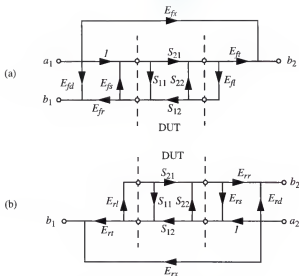 E_fx
a_1 I S_21 E_ft b_2
(a) E_fd E_fs S_11 S_22 E_fl
b_1 E_fr S_12
DUT
DUT
S_21 E_rr b_2
(b) E_rl S_11 S_22 E_rs E_rd
b_1 E_rt S_12 I a_2
E_rx